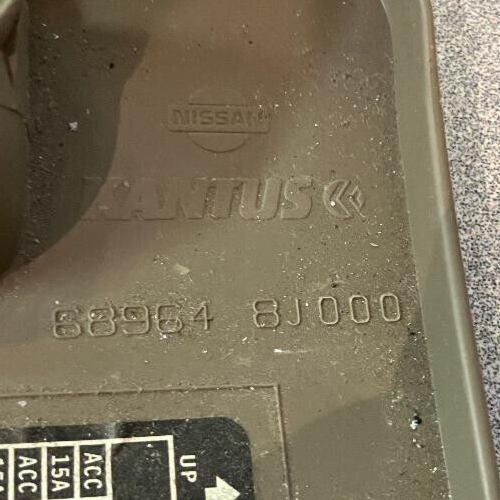 NISSAN
KANTUS
68964 8J000
UP
ACC
15A
ACC